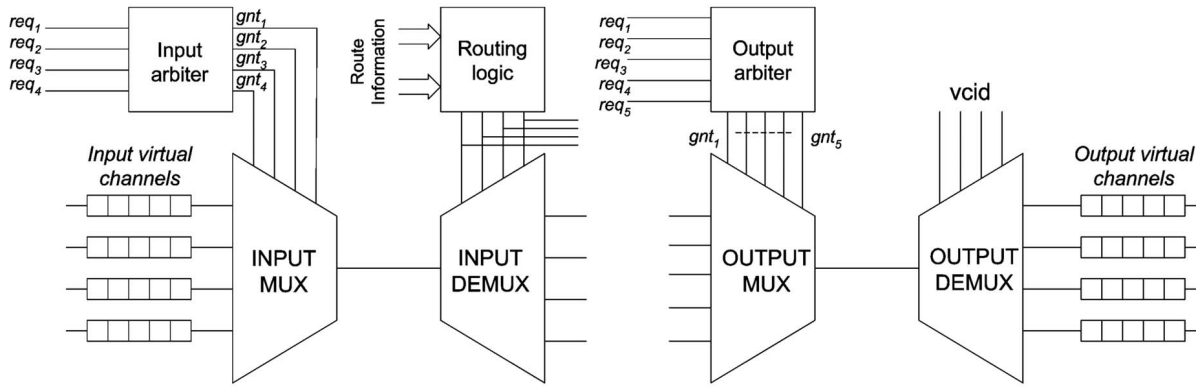 req1
req2
req3
req4
Input
arbiter
gnt1
gnt2
gnt3
gnt4
Route
Information
Routing
logic
req1
req2
req3
req4
req5
Output
arbiter
gnt1
gnt5
vcid
Input virtual
channels
Output virtual
channels
INPUT
MUX
INPUT
DEMUX
OUTPUT
MUX
OUTPUT
DEMUX